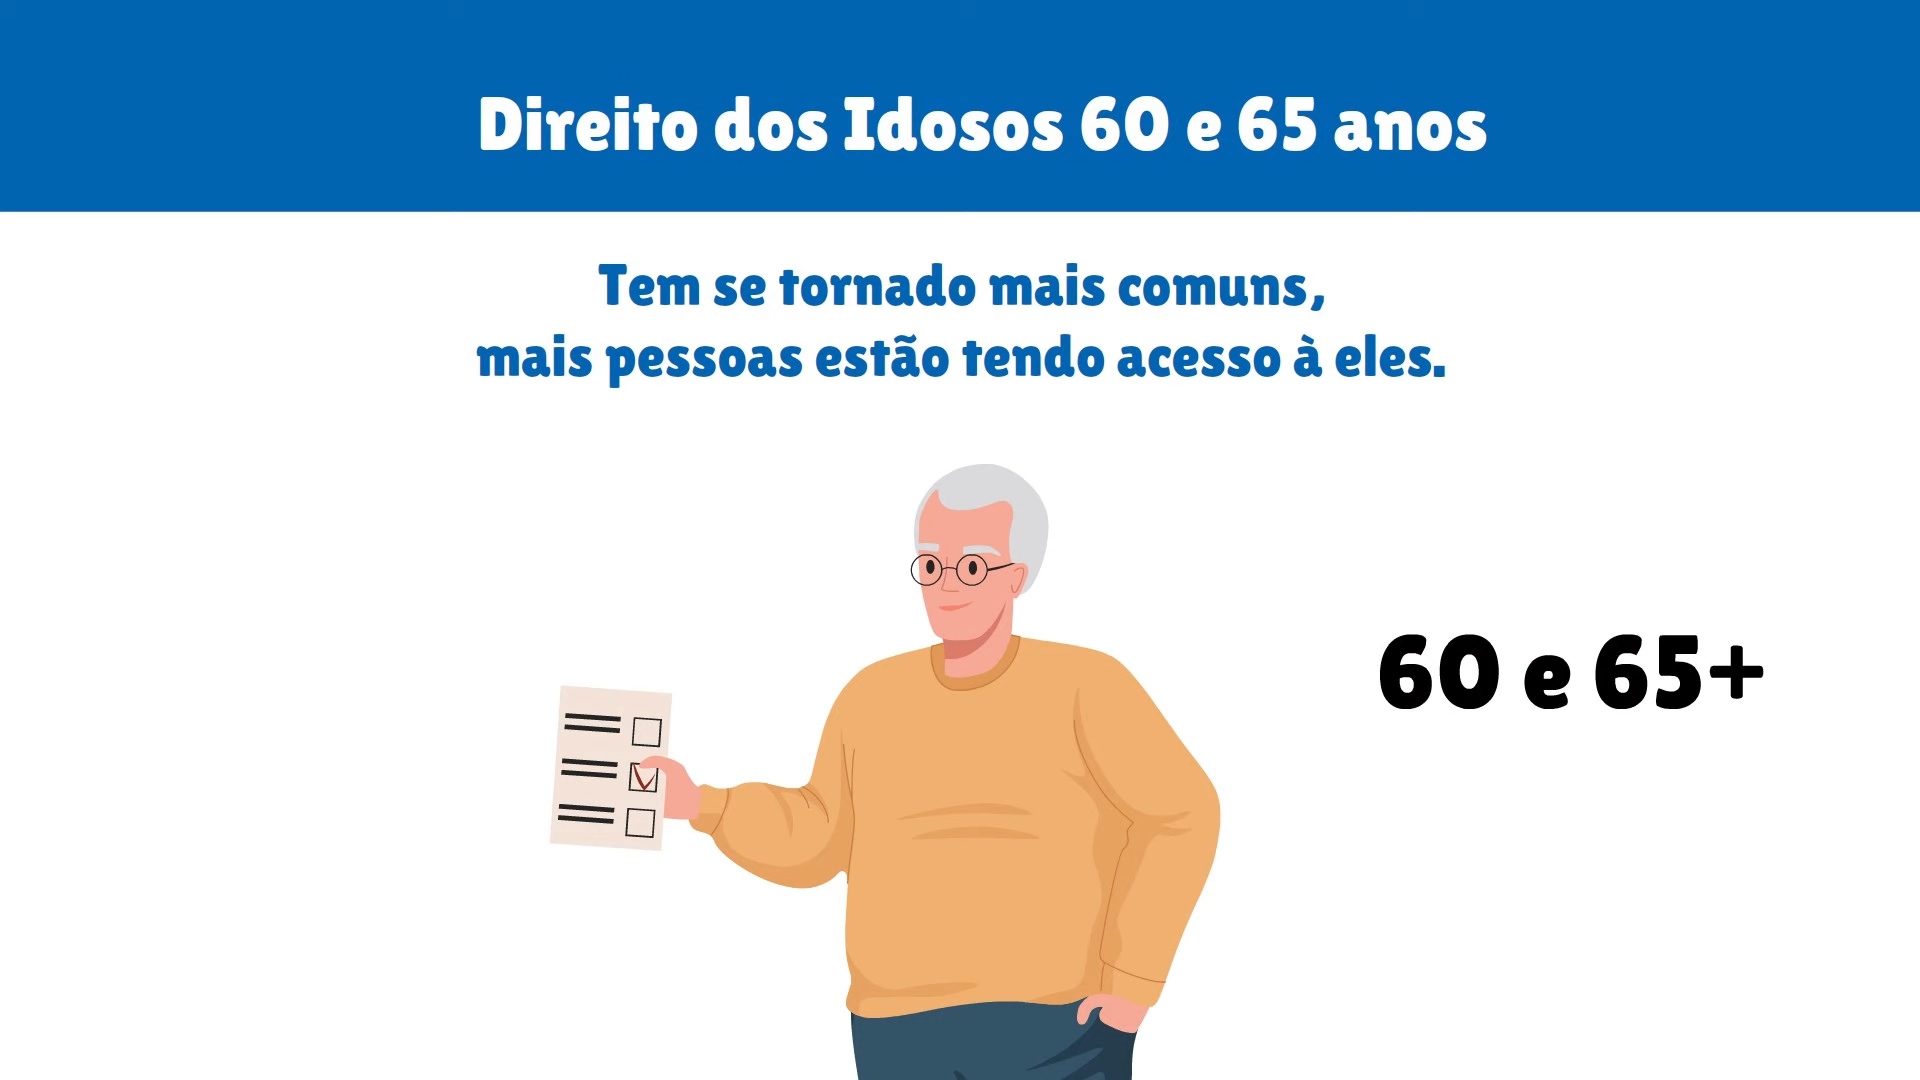 Direito dos Idosos 60 e 65 anos
Tem se tornado mais comuns,
mais pessoas estão tendo acesso à eles.
60 e 65+